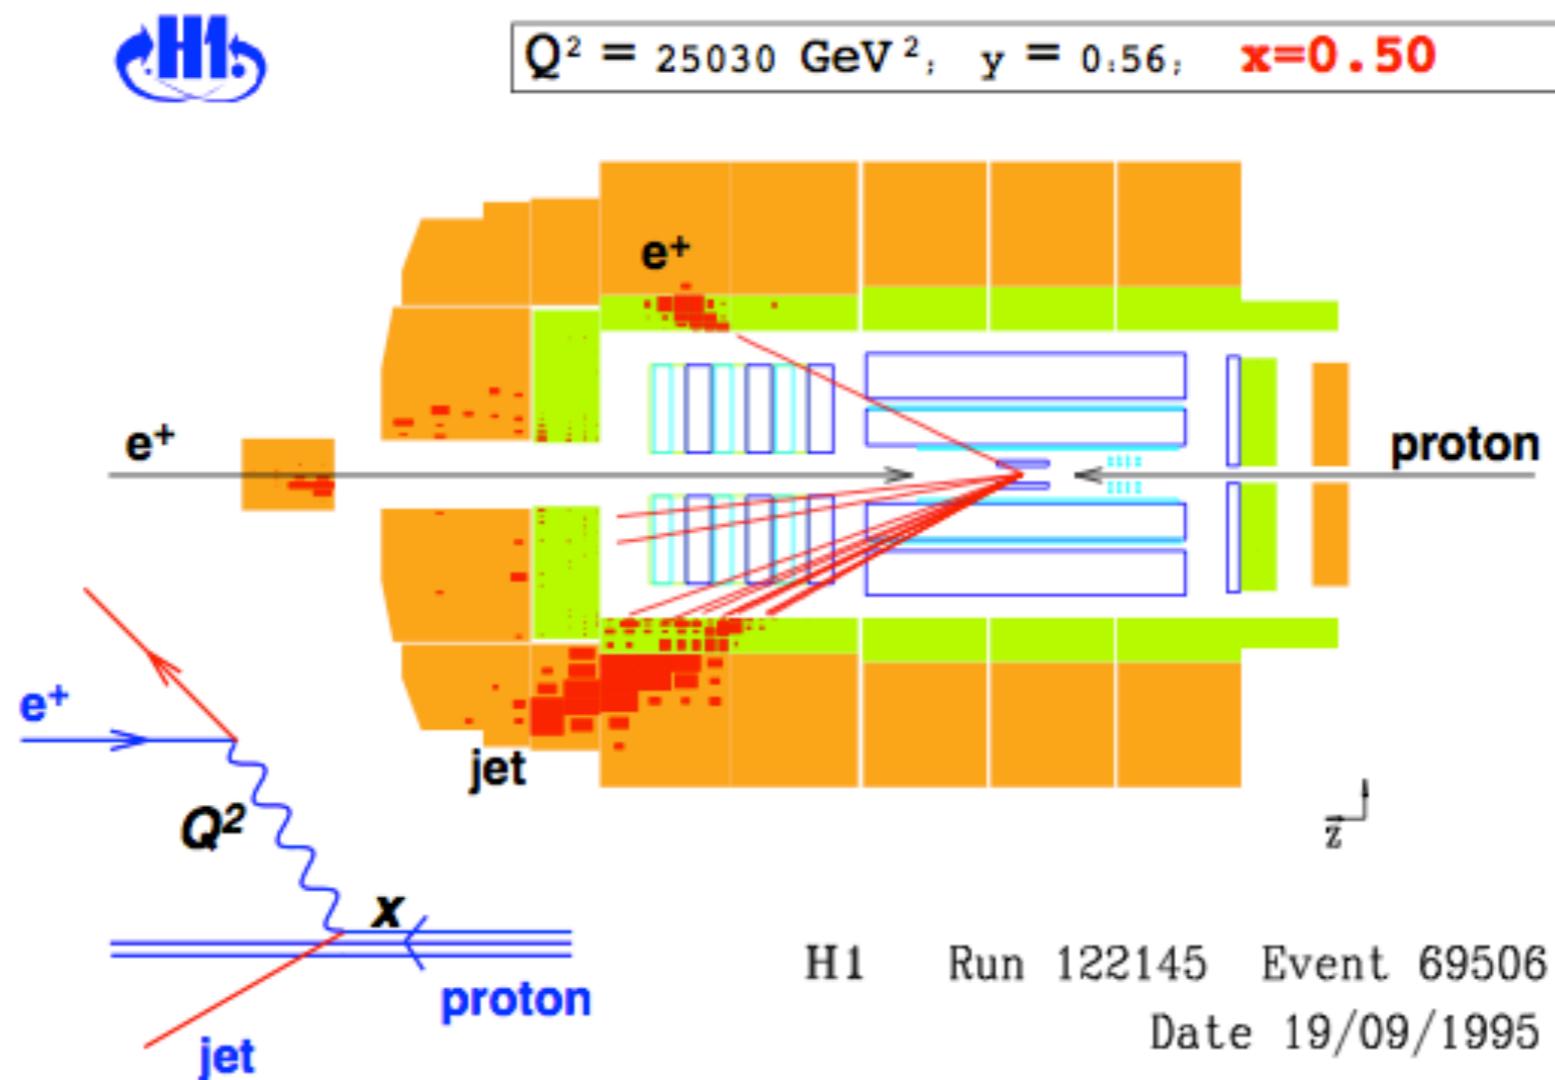 H1
Q² = 25030 GeV²; y = 0.56; x=0.50
e⁺
e⁺
proton
jet
e⁺
z
Q²
x
proton
jet
H1 Run 122145 Event 69506
Date 19/09/1995